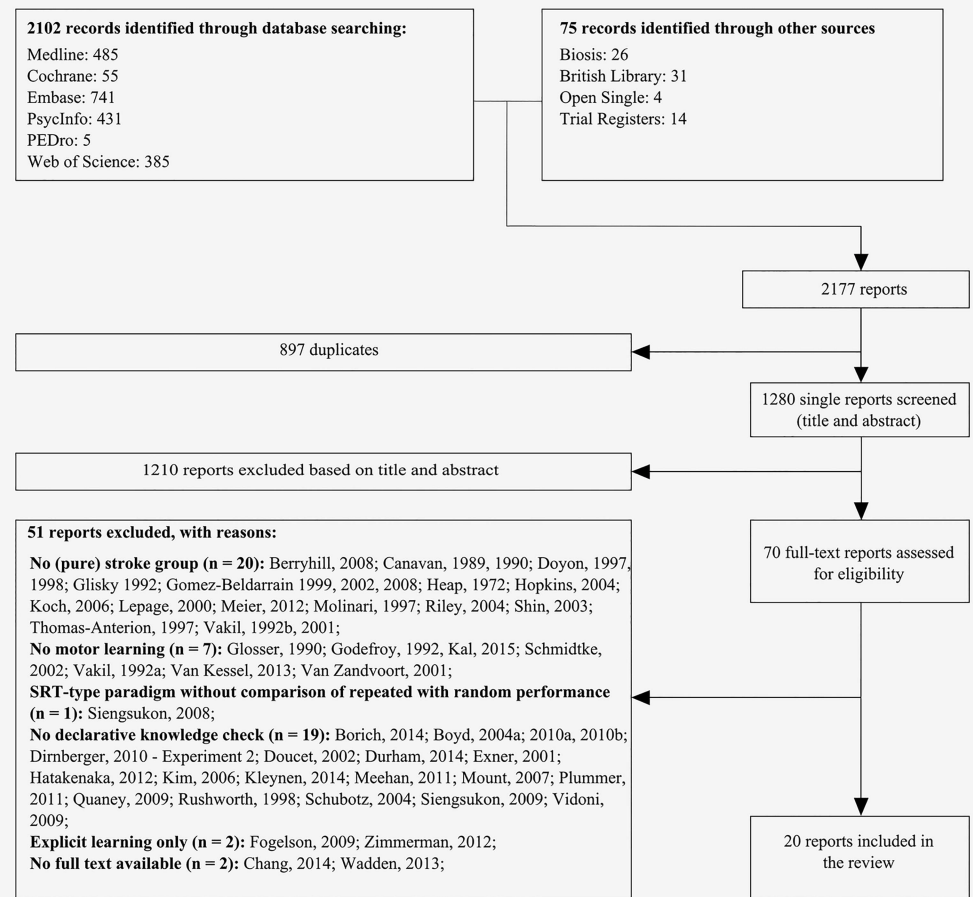 2102 records identified through database searching:
Medline: 485
Cochrane: 55
Embase: 741
PsycInfo: 431
PEDro: 5
Web of Science: 385
75 records identified through other sources
Biosis: 26
British Library: 31
Open Single: 4
Trial Registers: 14
2177 reports
897 duplicates
1280 single reports screened
(title and abstract)
1210 reports excluded based on title and abstract
70 full-text reports assessed
for eligibility
51 reports excluded, with reasons:
No (pure) stroke group (n = 20): Berryhill, 2008; Canavan, 1989, 1990; Doyon, 1997,
1998; Glisky 1992; Gomez-Beldarrain 1999, 2002, 2008; Heap, 1972; Hopkins, 2004;
Koch, 2006; Lepage, 2000; Meier, 2012; Molinari, 1997; Riley, 2004; Shin, 2003;
Thomas-Anterion, 1997; Vakil, 1992b, 2001;
No motor learning (n = 7): Glosser, 1990; Godefroy, 1992, Kal, 2015; Schmidtke,
2002; Vakil, 1992a; Van Kessel, 2013; Van Zandvoort, 2001;
SRT-type paradigm without comparison of repeated with random performance
(n = 1): Siengsukon, 2008;
No declarative knowledge check (n = 19): Borich, 2014; Boyd, 2004a; 2010a, 2010b;
Dirnberger, 2010 - Experiment 2; Doucet, 2002; Durham, 2014; Exner, 2001;
Hatakenaka, 2012; Kim, 2006; Kleynen, 2014; Meehan, 2011; Mount, 2007; Plummer,
2011; Quaney, 2009; Rushworth, 1998; Schubotz, 2004; Siengsukon, 2009; Vidoni,
2009;
Explicit learning only (n = 2): Fogelson, 2009; Zimmerman, 2012;
No full text available (n = 2): Chang, 2014; Wadden, 2013;
20 reports included in
the review